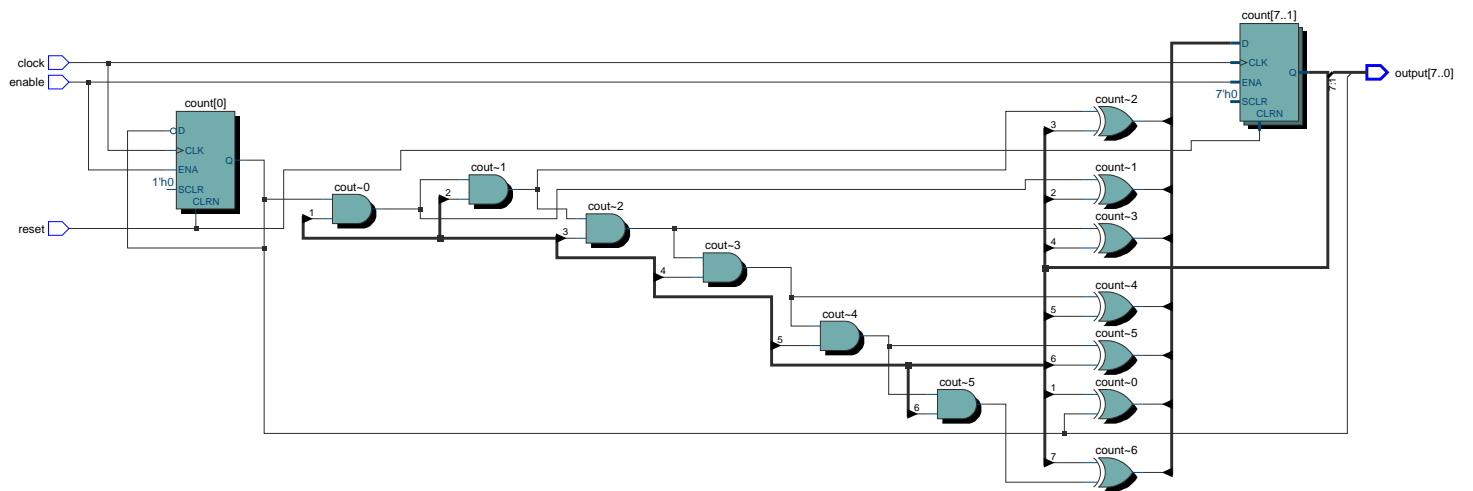 count[7..1]
D
CLK
ENA
7'h0
SCLR
CLRN
Q
7:1
output[7..0]
clock
enable
count[0]
D
CLK
ENA
1'h0
SCLR
CLRN
Q
reset
cout~0
1
cout~1
2
cout~2
3
cout~3
4
cout~4
5
cout~5
6
count~2
3
count~1
2
count~3
4
count~4
5
count~5
6
count~0
1
count~6
7